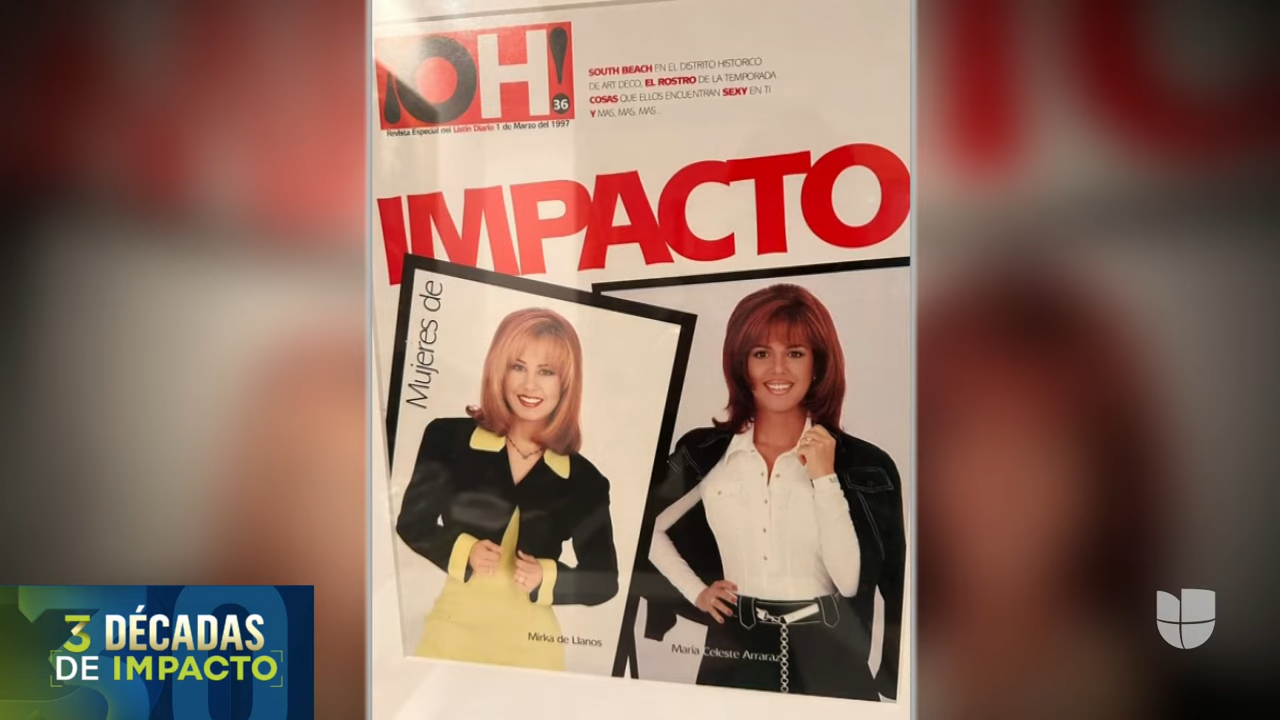 ¡OH!
36
Revista Especial del Listín Diario 1 de Marzo del 1997
SOUTH BEACH EN EL DISTRITO HISTORICO
DE ART DECO, EL ROSTRO DE LA TEMPORADA
COSAS QUE ELLOS ENCUENTRAN SEXY EN TI
Y MAS, MAS, MAS...
Mujeres de
IMPACTO
Mirka de Llanos
María Celeste Arraraz
3 DÉCADAS
DE IMPACTO
30